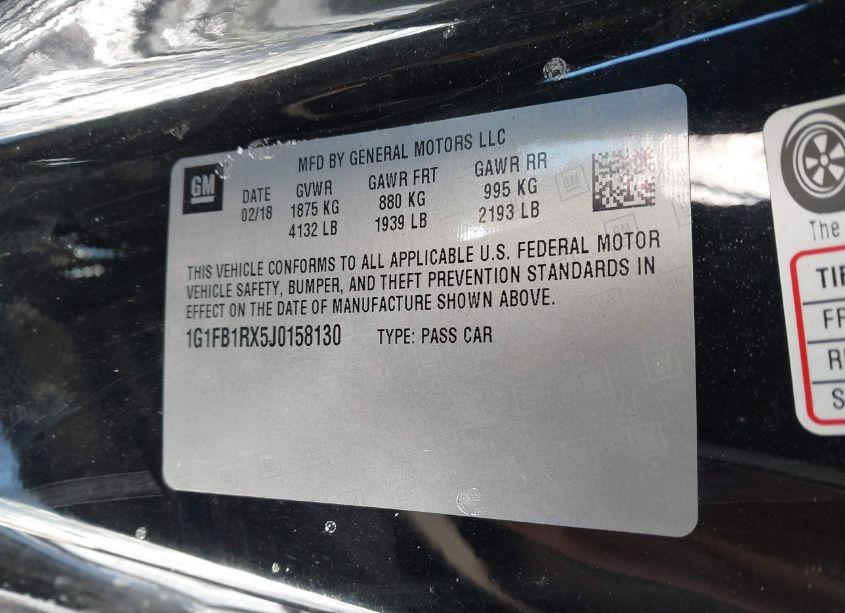 MFD BY GENERAL MOTORS LLC
GM
DATE GVWR GAWR FRT GAWR RR
02/18 1875 KG 880 KG 995 KG
4132 LB 1939 LB 2193 LB
THIS VEHICLE CONFORMS TO ALL APPLICABLE U.S. FEDERAL MOTOR
VEHICLE SAFETY, BUMPER, AND THEFT PREVENTION STANDARDS IN
EFFECT ON THE DATE OF MANUFACTURE SHOWN ABOVE.
1G1FB1RX5J0158130 TYPE: PASS CAR
The